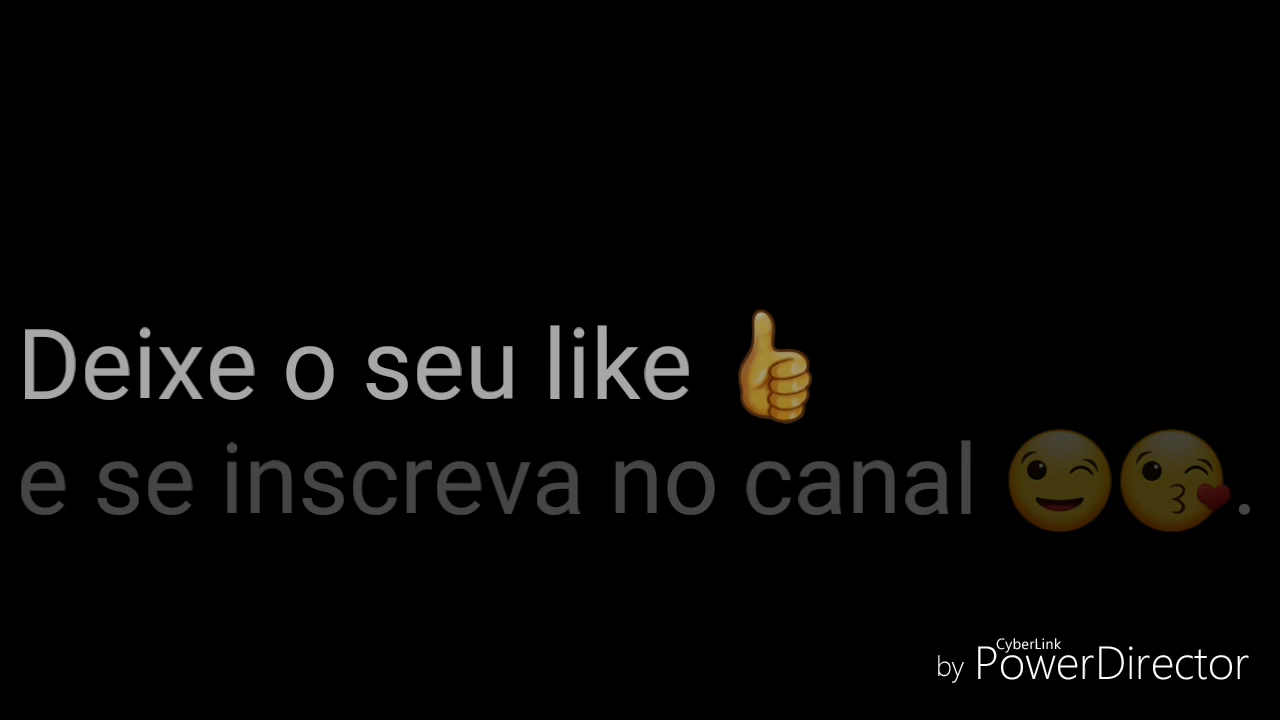 Deixe o seu like 👍
e se inscreva no canal 😉😘.
by CyberLink PowerDirector